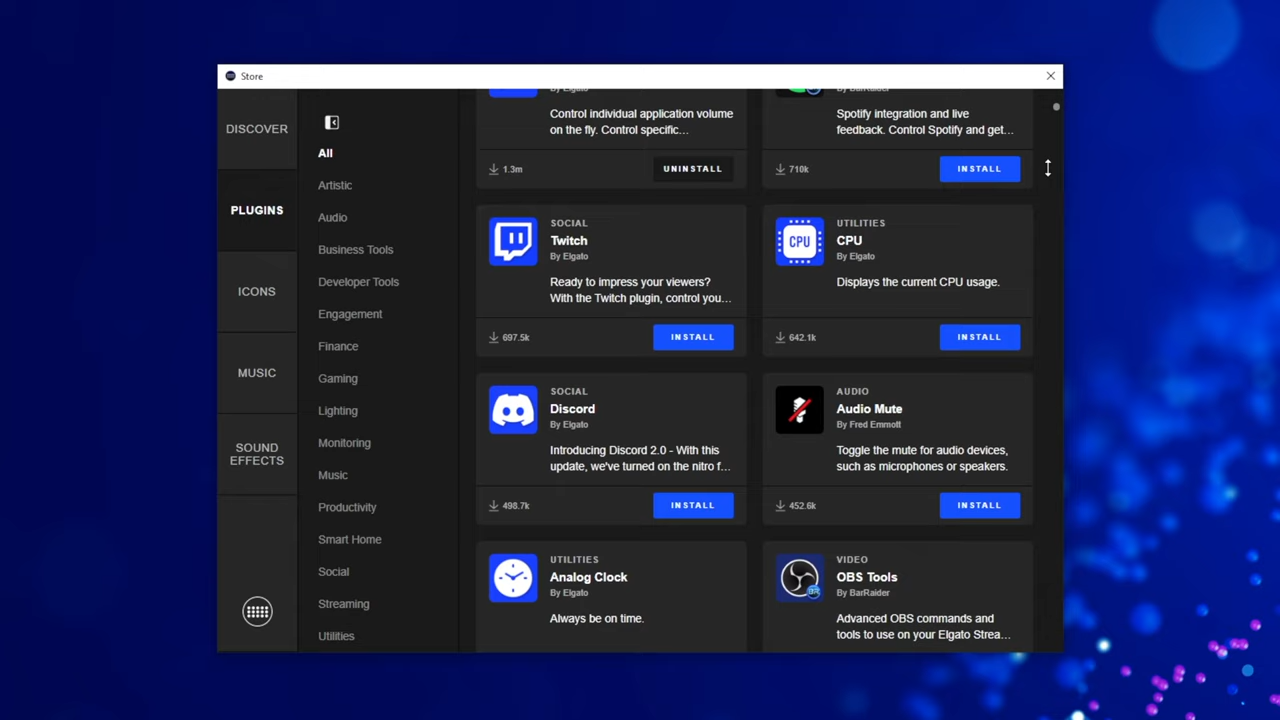 Store
DISCOVER
PLUGINS
ICONS
MUSIC
SOUND
EFFECTS
All
Artistic
Audio
Business Tools
Developer Tools
Engagement
Finance
Gaming
Lighting
Monitoring
Music
Productivity
Smart Home
Social
Streaming
Utilities
By Elgato
Control individual application volume
on the fly. Control specific...
1.3m
UNINSTALL
By BarRaider
Spotify integration and live
feedback. Control Spotify and get...
710k
INSTALL
SOCIAL
Twitch
By Elgato
Ready to impress your viewers?
With the Twitch plugin, control you...
697.5k
INSTALL
CPU
UTILITIES
CPU
By Elgato
Displays the current CPU usage.
642.1k
INSTALL
SOCIAL
Discord
By Elgato
Introducing Discord 2.0 - With this
update, we've turned on the nitro f...
498.7k
INSTALL
AUDIO
Audio Mute
By Fred Emmott
Toggle the mute for audio devices,
such as microphones or speakers.
452.6k
INSTALL
UTILITIES
Analog Clock
By Elgato
Always be on time.
VIDEO
OBS Tools
By BarRaider
Advanced OBS commands and
tools to use on your Elgato Strea...